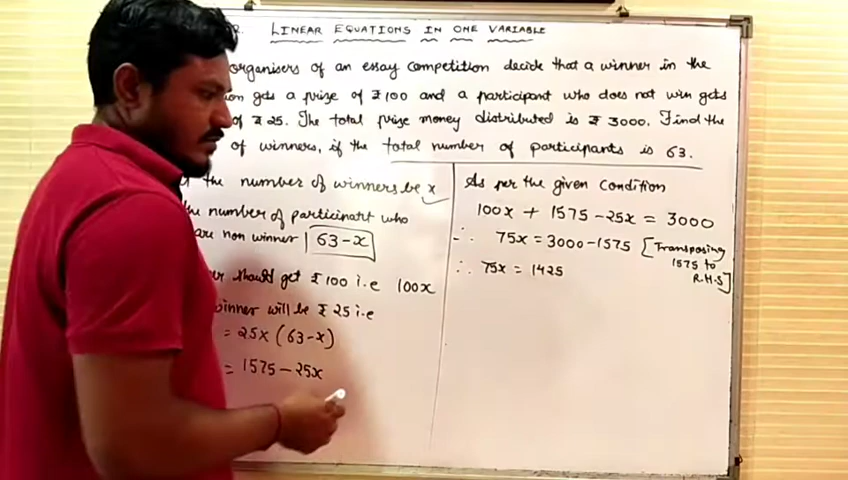 LINEAR EQUATIONS IN ONE VARIABLE
organisers of an essay competition decide that a winner in the
gets a prize of ₹100 and a participant who does not win gets
of ₹25. The total prize money distributed is ₹3000. Find the
of winners, if the total number of participants is 63.
the number of winners be x
the number of participant who
are non winner 63-x
should get ₹100 i.e 100x
winner will be ₹25 i.e
= 25x (63-x)
= 1575-25x
As per the given Condition
100x + 1575-25x = 3000
∴ 75x = 3000-1575 [Transposing
1575 to
R.H.S]
∴ 75x = 1425